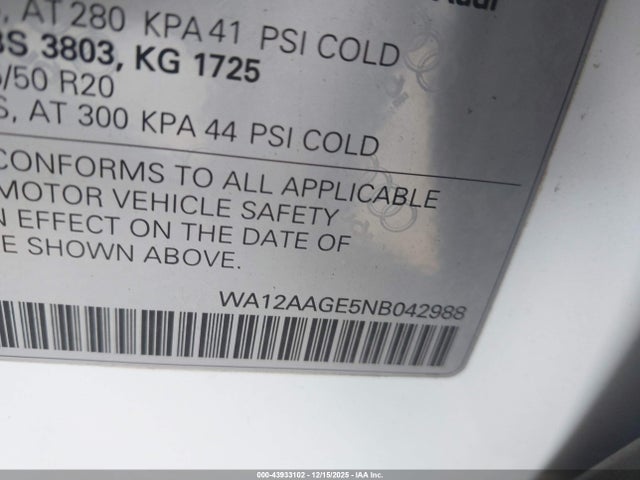 AT 280 KPA 41 PSI COLD
3803, KG 1725
/50 R20
S, AT 300 KPA 44 PSI COLD
CONFORMS TO ALL APPLICABLE
MOTOR VEHICLE SAFETY
EFFECT ON THE DATE OF
E SHOWN ABOVE.
WA12AAGE5NB042988
000-43933102 - 12/15/2025 - IAA Inc.